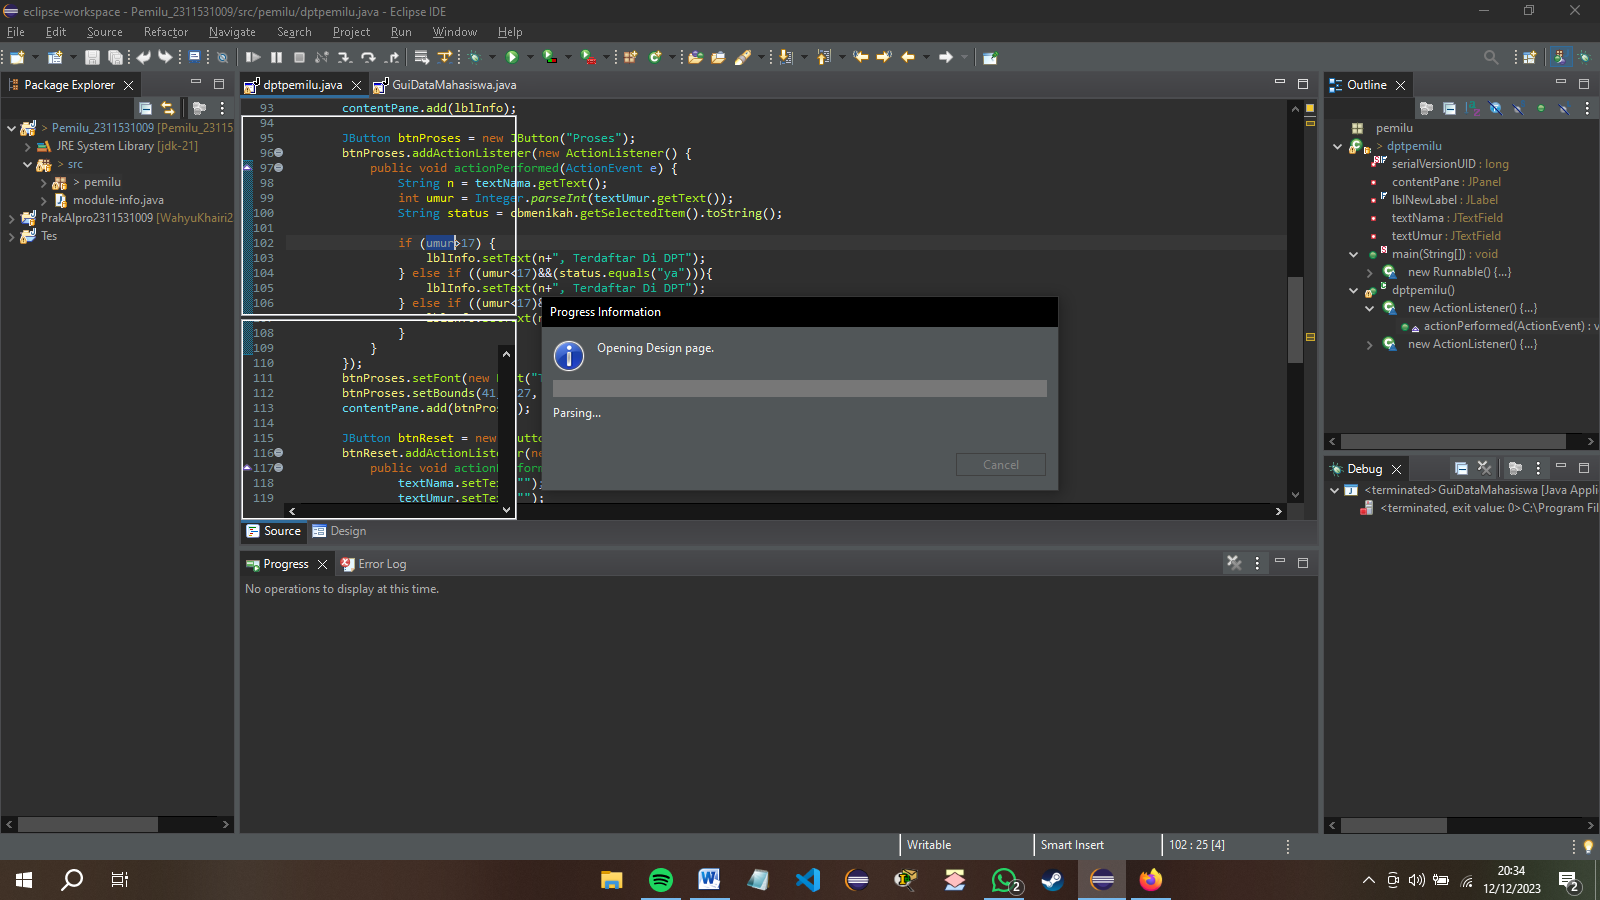 eclipse-workspace - Pemilu_2311531009/src/pemilu/dptpemilu.java - Eclipse IDE
File Edit Source Refactor Navigate Search Project Run Window Help
Package Explorer
dptpemilu.java
GuiDataMahasiswa.java
> Pemilu_2311531009 [Pemilu_23115
JRE System Library [jdk-21]
> src
> pemilu
module-info.java
PrakAlpro2311531009 [WahyuKhairi2
Tes
93 contentPane.add(lblInfo);
94
95 JButton btnProses = new JButton("Proses");
96 btnProses.addActionListener(new ActionListener() {
97 public void actionPerformed(ActionEvent e) {
98 String n = textNama.getText();
99 int umur = Integer.parseInt(textUmur.getText());
100 String status = cbmenikah.getSelectedItem().toString();
101
102 if (umur>17) {
103 lblInfo.setText(n+", Terdaftar Di DPT");
104 } else if ((umur<17)&&(status.equals("ya"))){
105 lblInfo.setText(n+", Terdaftar Di DPT");
106 } else if ((umur<17)&
108 }
109 }
110 });
111 btnProses.setFont(new
112 btnProses.setBounds(41 27,
113 contentPane.add(btnPro );
114
115 JButton btnReset = new
116 btnReset.addActionList
117 public void action
118 textNama.setT "");
119 textUmur.setTe "");
Progress Information
Opening Design page.
Parsing...
Cancel
Source
Design
Progress
Error Log
No operations to display at this time.
Outline
pemilu
> dptpemilu
serialVersionUID : long
contentPane : JPanel
lblNewLabel : JLabel
textNama : JTextField
textUmur : JTextField
main(String[]) : void
new Runnable() {...}
dptpemilu()
new ActionListener() {...}
actionPerformed(ActionEvent) : v
new ActionListener() {...}
Debug
<terminated>GuiDataMahasiswa [Java Appli
<terminated, exit value: 0>C:\Program Fil
Writable
Smart Insert
102 : 25 [4]
2
20:34
12/12/2023
2